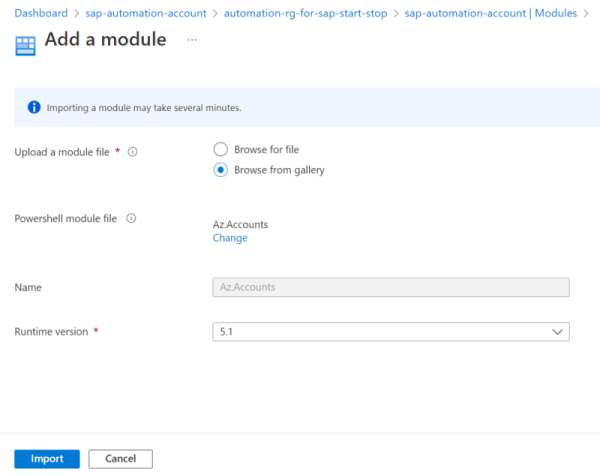 Dashboard > sap-automation-account > automation-rg-for-sap-start-stop > sap-automation-account | Modules >
Add a module ...
Importing a module may take several minutes.
Upload a module file *
Browse for file
Browse from gallery
Powershell module file
Az.Accounts
Change
Name
Az.Accounts
Runtime version *
5.1
Import Cancel